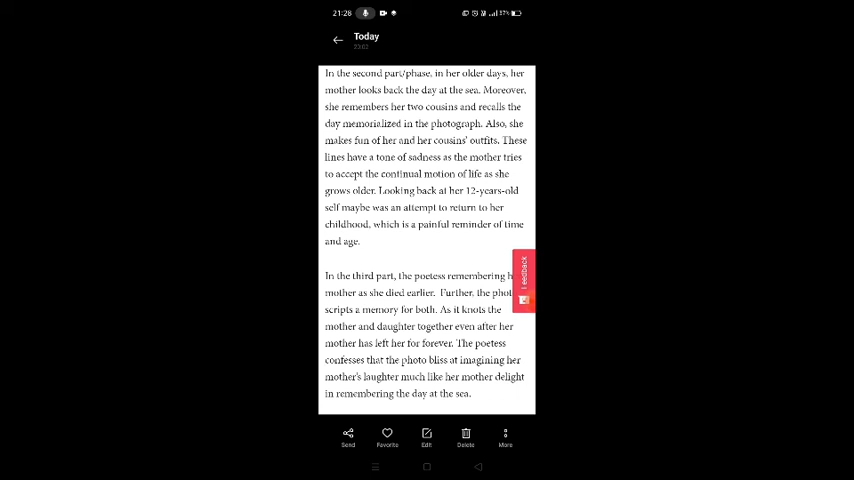 21:28
57%
Today
23:02
In the second part/phase, in her older days, her
mother looks back the day at the sea. Moreover,
she remembers her two cousins and recalls the
day memorialized in the photograph. Also, she
makes fun of her and her cousins' outfits. These
lines have a tone of sadness as the mother tries
to accept the continual motion of life as she
grows older. Looking back at her 12-years-old
self maybe was an attempt to return to her
childhood, which is a painful reminder of time
and age.
Feedback
In the third part, the poetess remembering h
mother as she died earlier. Further, the phot
scripts a memory for both. As it knots the
mother and daughter together even after her
mother has left her for forever. The poetess
confesses that the photo bliss at imagining her
mother's laughter much like her mother delight
in remembering the day at the sea.
Send
Favorite
Edit
Delete
More